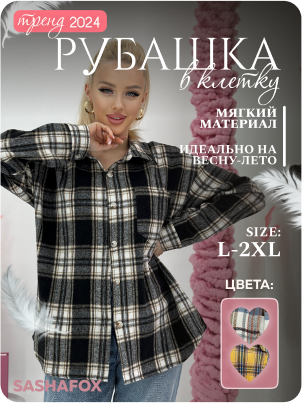 тренд 2024
РУБАШКА
в клетку
МЯГКИЙ
МАТЕРИАЛ
ИДЕАЛЬНО НА
ВЕСНУ-ЛЕТО
SIZE:
L-2XL
ЦВЕТА:
SASHAFOX